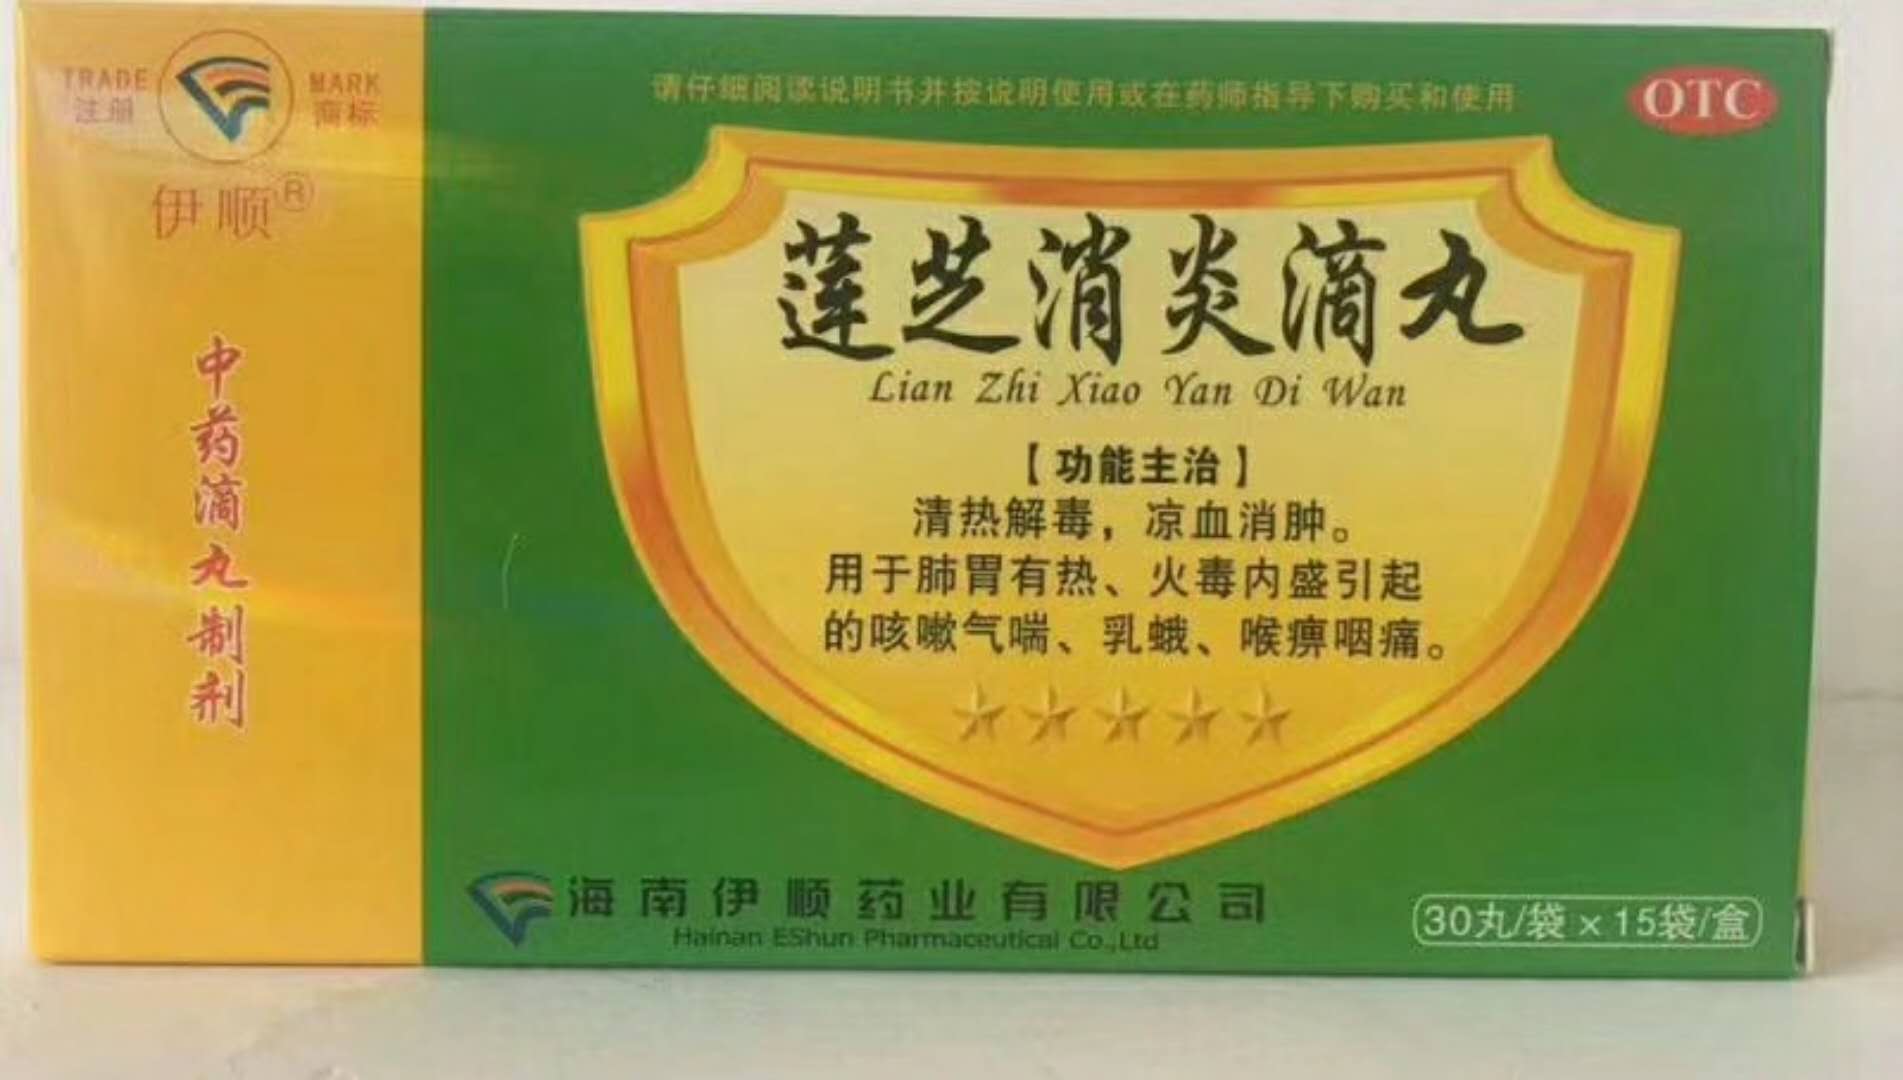 TRADE MARK
注册 商标
伊顺®
中药滴丸制剂
请仔细阅读说明书并按说明使用或在药师指导下购买和使用
OTC
莲芝消炎滴丸
Lian Zhi Xiao Yan Di Wan
【功能主治】
清热解毒，凉血消肿。
用于肺胃有热、火毒内盛引起
的咳嗽气喘、乳蛾、喉痹咽痛。
海南伊顺药业有限公司
Hainan EShun Pharmaceutical Co.,Ltd
30丸/袋×15袋/盒